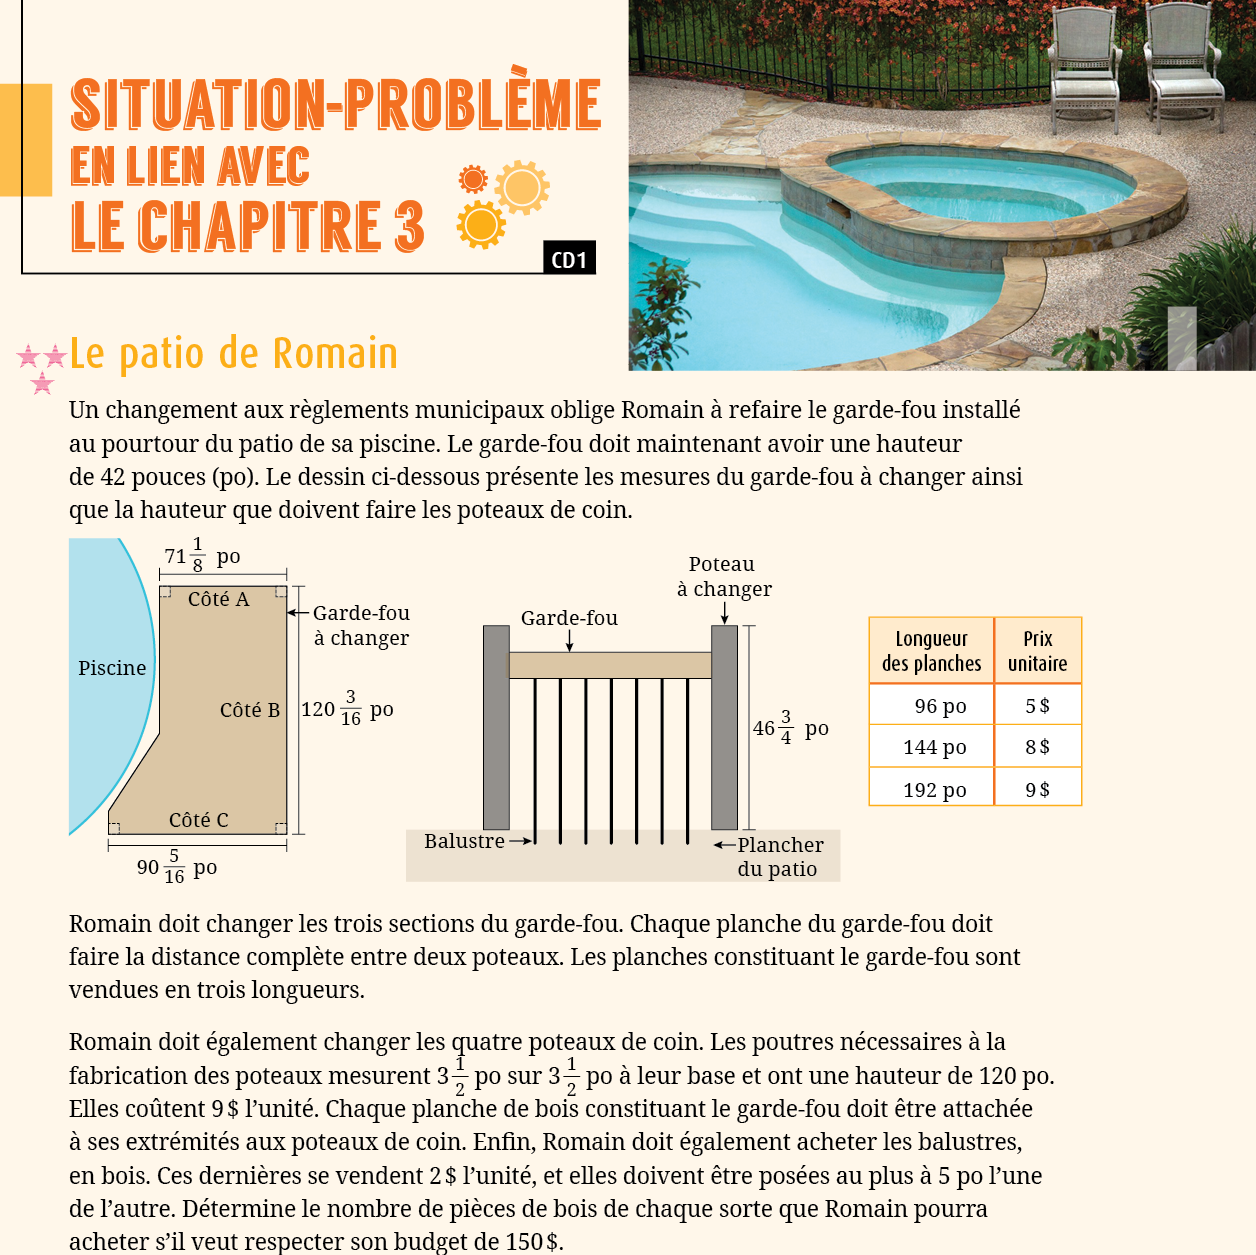 SITUATION-PROBLÈME
EN LIEN AVEC
LE CHAPITRE 3
CD1
Le patio de Romain
Un changement aux règlements municipaux oblige Romain à refaire le garde-fou installé
au pourtour du patio de sa piscine. Le garde-fou doit maintenant avoir une hauteur
de 42 pouces (po). Le dessin ci-dessous présente les mesures du garde-fou à changer ainsi
que la hauteur que doivent faire les poteaux de coin.
71 1/8 po
Côté A
Garde-fou
à changer
Piscine
Côté B
120 3/16 po
Côté C
90 5/16 po
Poteau
à changer
Garde-fou
46 3/4 po
Balustre
Plancher
du patio
Longueur des planches | Prix unitaire
96 po | 5 $
144 po | 8 $
192 po | 9 $
Romain doit changer les trois sections du garde-fou. Chaque planche du garde-fou doit
faire la distance complète entre deux poteaux. Les planches constituant le garde-fou sont
vendues en trois longueurs.
Romain doit également changer les quatre poteaux de coin. Les poutres nécessaires à la
fabrication des poteaux mesurent 3 1/2 po sur 3 1/2 po à leur base et ont une hauteur de 120 po.
Elles coûtent 9 $ l’unité. Chaque planche de bois constituant le garde-fou doit être attachée
à ses extrémités aux poteaux de coin. Enfin, Romain doit également acheter les balustres,
en bois. Ces dernières se vendent 2 $ l’unité, et elles doivent être posées au plus à 5 po l’une
de l’autre. Détermine le nombre de pièces de bois de chaque sorte que Romain pourra
acheter s’il veut respecter son budget de 150 $.